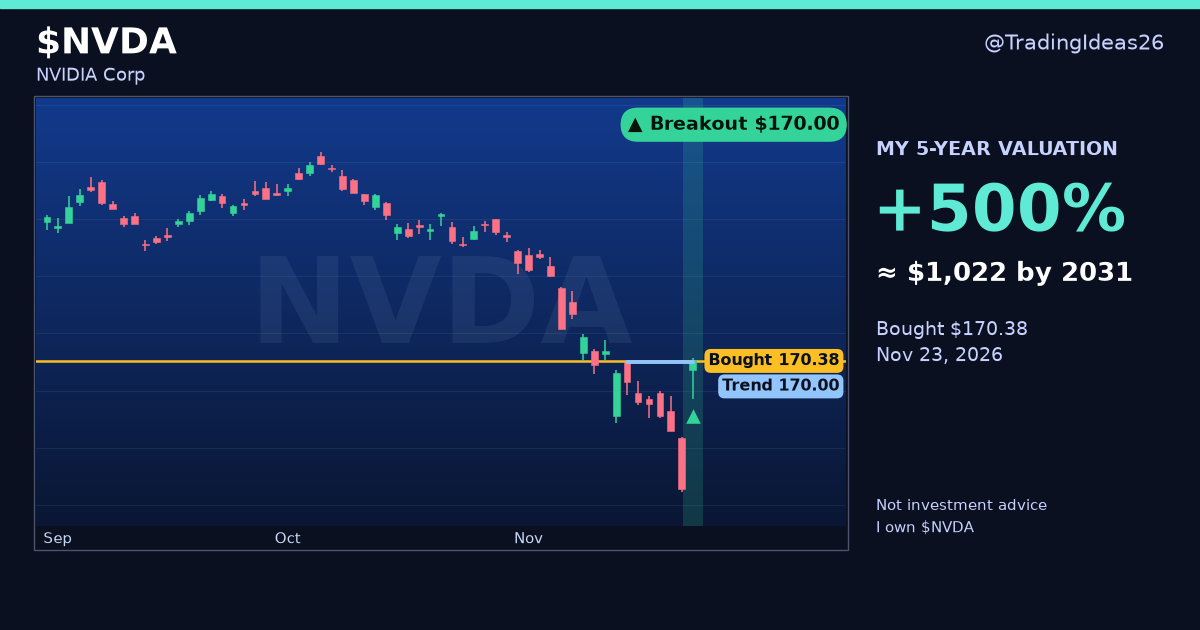 $NVDA
NVIDIA Corp
@TradingIdeas26
▲ Breakout $170.00
NVDA
Bought 170.38
Trend 170.00
Sep Oct Nov
MY 5-YEAR VALUATION
+500%
≈ $1,022 by 2031
Bought $170.38
Nov 23, 2026
Not investment advice
I own $NVDA